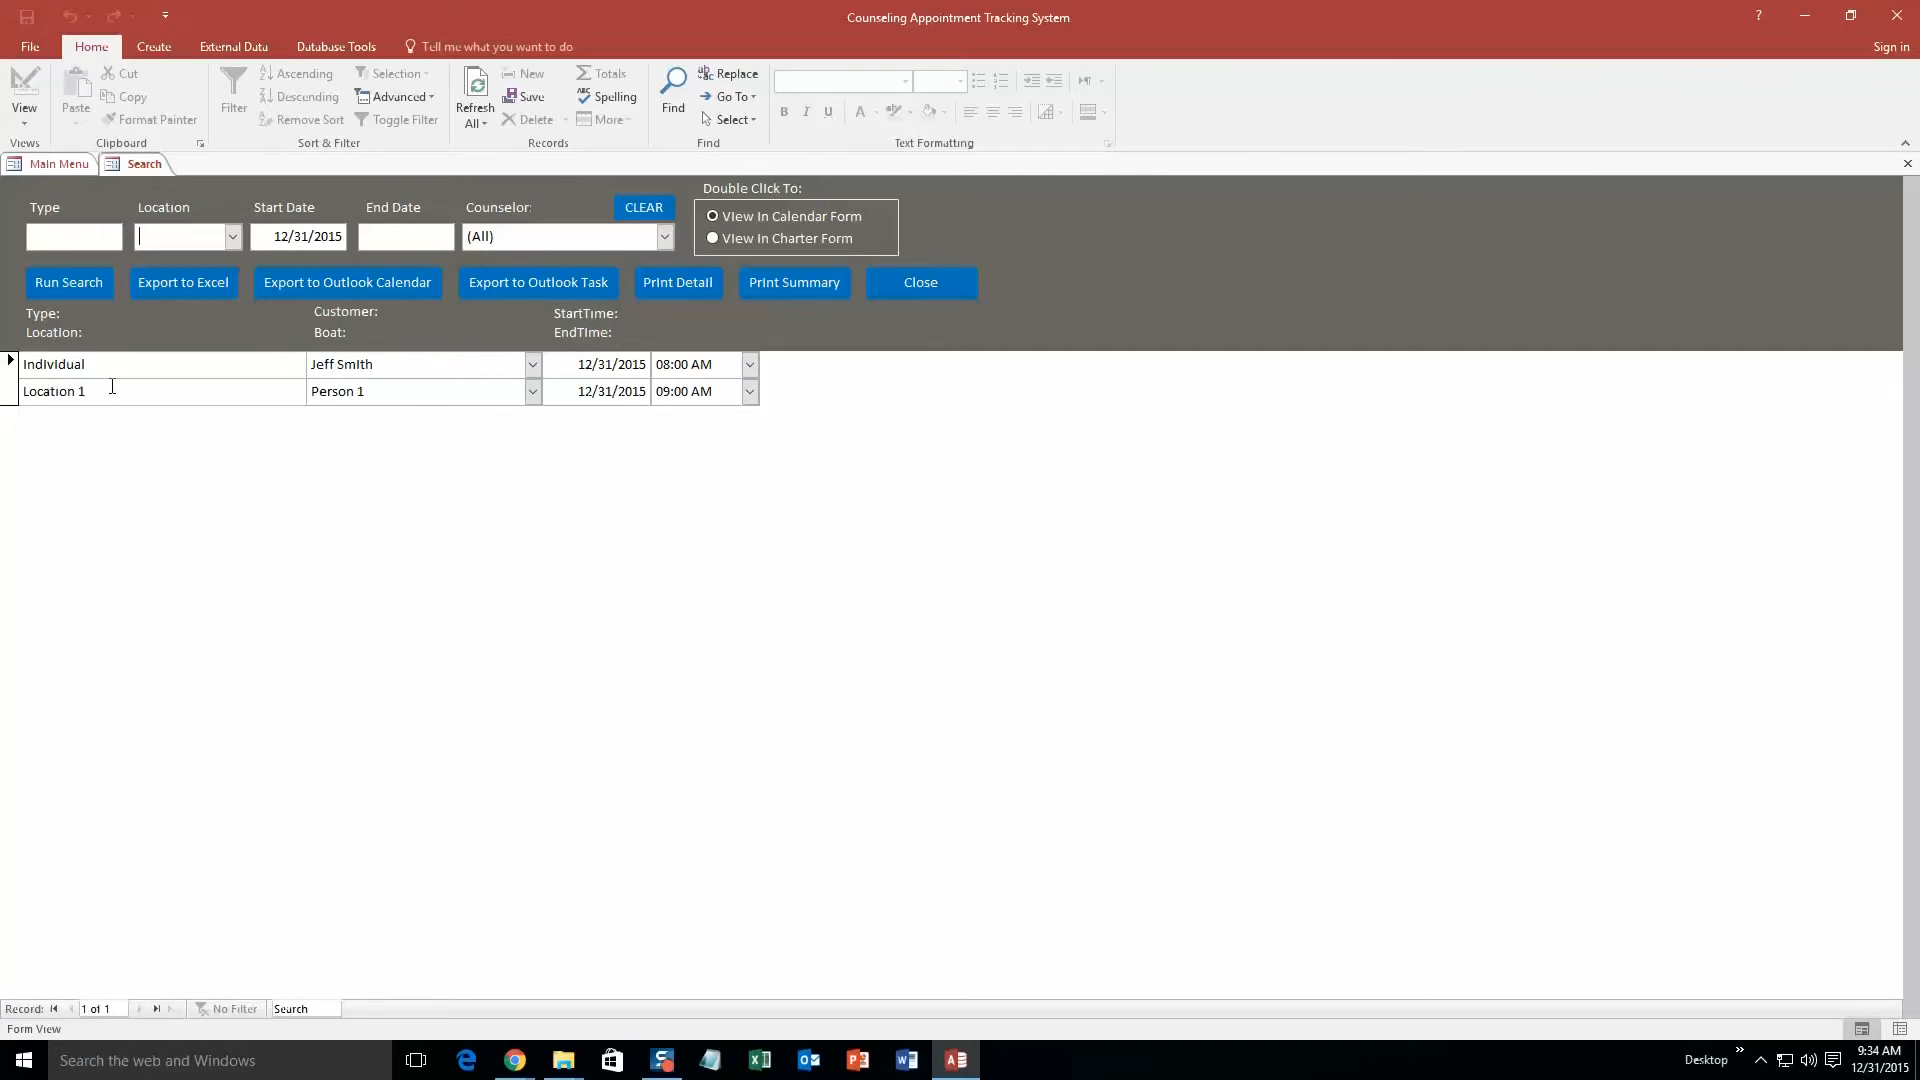 Counseling Appointment Tracking System
?
File Home Create External Data Database Tools Tell me what you want to do Sign in
View
Views
Paste
Cut
Copy
Format Painter
Clipboard
Filter
Ascending
Descending
Remove Sort
Selection
Advanced
Toggle Filter
Sort & Filter
Refresh
All
New
Save
Delete
Totals
Spelling
More
Records
Find
Replace
Go To
Select
Find
B I U A
Text Formatting
Main Menu Search
Type Location Start Date End Date Counselor: CLEAR
12/31/2015 (All)
Double Click To:
View In Calendar Form
View In Charter Form
Run Search Export to Excel Export to Outlook Calendar Export to Outlook Task Print Detail Print Summary Close
Type: Customer: StartTime:
Location: Boat: EndTime:
Individual Jeff Smith 12/31/2015 08:00 AM
Location 1 Person 1 12/31/2015 09:00 AM
Record: 1 of 1 No Filter Search
Form View
Search the web and Windows
Desktop
9:34 AM
12/31/2015